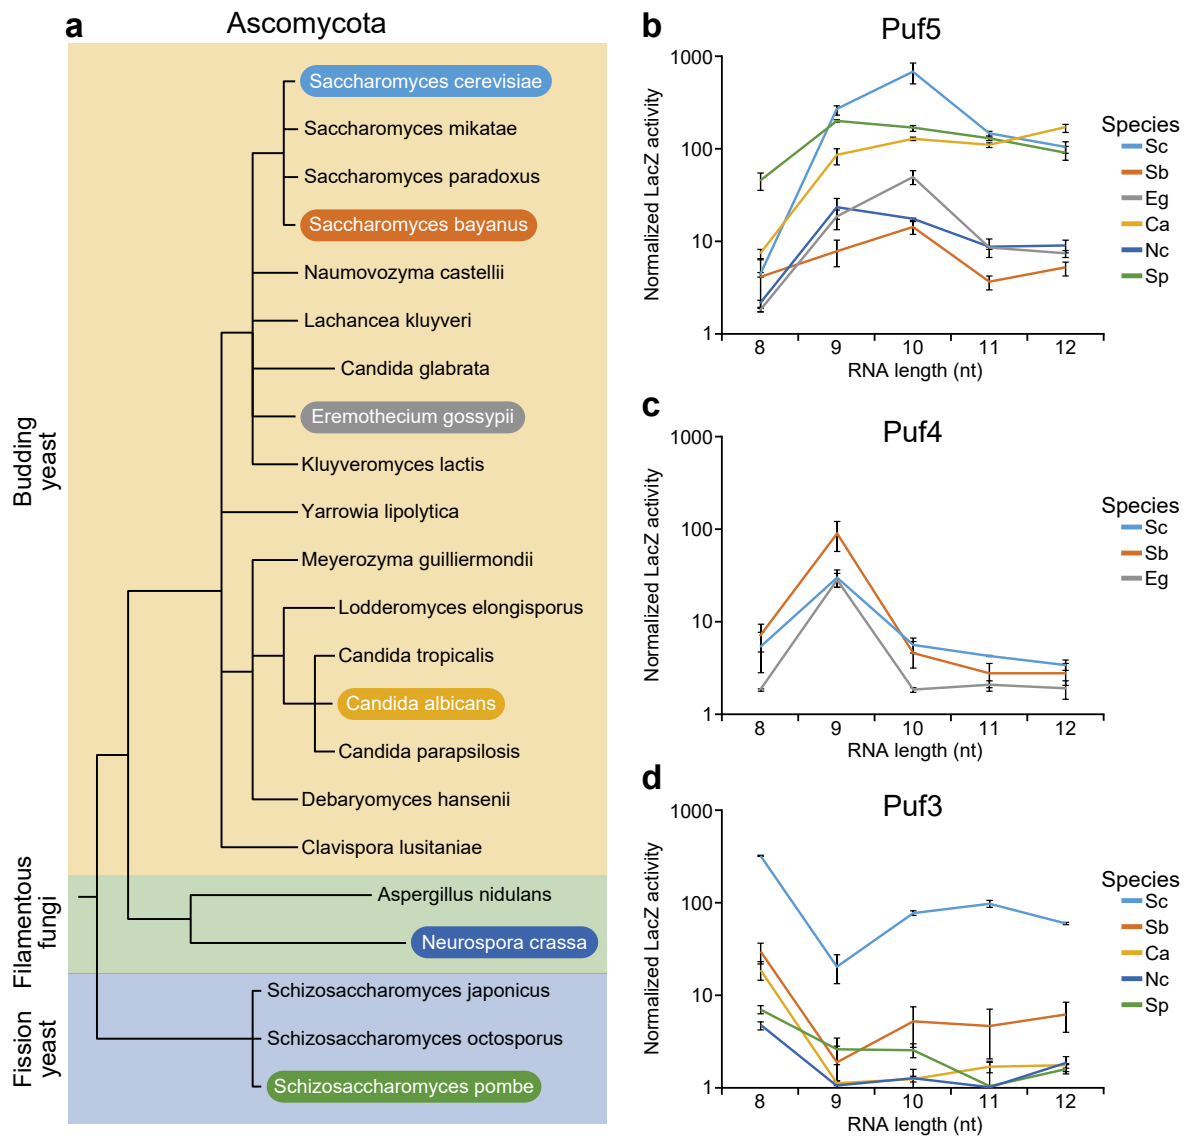 a
Ascomycota
Saccharomyces cerevisiae
Saccharomyces mikatae
Saccharomyces paradoxus
Saccharomyces bayanus
Naumovozyma castellii
Lachancea kluyveri
Candida glabrata
Eremothecium gossypii
Kluyveromyces lactis
Yarrowia lipolytica
Meyerozyma guilliermondii
Lodderomyces elongisporus
Candida tropicalis
Candida albicans
Candida parapsilosis
Debaryomyces hansenii
Clavispora lusitaniae
Aspergillus nidulans
Neurospora crassa
Schizosaccharomyces japonicus
Schizosaccharomyces octosporus
Schizosaccharomyces pombe
Budding
yeast
Filamentous
fungi
Fission
yeast
b
Puf5
Normalized LacZ activity
1000
100
10
1
8 9 10 11 12
RNA length (nt)
Species
Sc
Sb
Eg
Ca
Nc
Sp
c
Puf4
Normalized LacZ activity
1000
100
10
1
8 9 10 11 12
RNA length (nt)
Species
Sc
Sb
Eg
d
Puf3
Normalized LacZ activity
1000
100
10
1
8 9 10 11 12
RNA length (nt)
Species
Sc
Sb
Ca
Nc
Sp